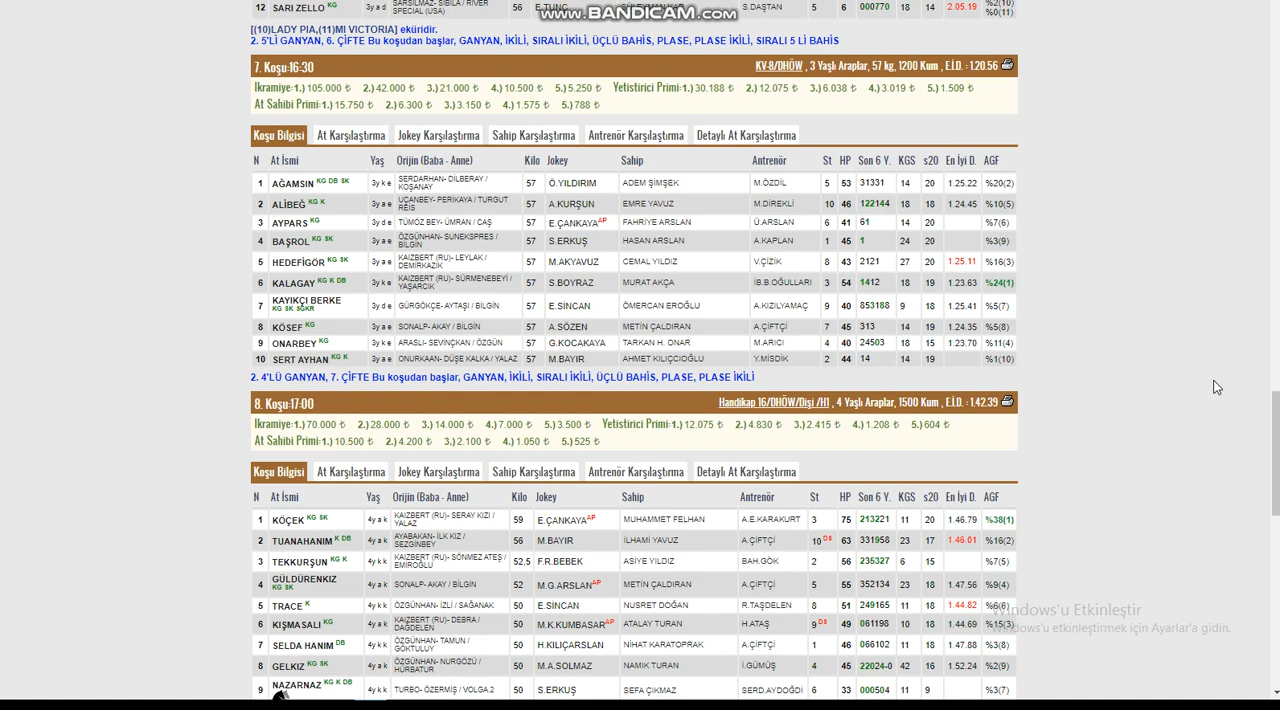 www.BANDICAM.com
12 SARI ZELLO KG 3y a d SARSILMAZ- SIBILA / RIVER SPECIAL (USA) 56 E.TUNÇ S.DAŞTAN 5 6 000770 18 14 2.05.19 %2(10) %0(11)
[(10)LADY PIA,(11)MI VICTORIA] eküridir.
2. 5'Lİ GANYAN, 6. ÇİFTE Bu koşudan başlar, GANYAN, İKİLİ, SIRALI İKİLİ, ÜÇLÜ BAHİS, PLASE, PLASE İKİLİ, SIRALI 5 Lİ BAHİS
7. Koşu:16:30 KV-8/DHÖW , 3 Yaşlı Araplar, 57 kg, 1200 Kum , E.İ.D. : 1.20.56
Ikramiye:1.) 105.000 ₺ 2.) 42.000 ₺ 3.) 21.000 ₺ 4.) 10.500 ₺ 5.) 5.250 ₺ Yetistirici Primi:1.) 30.188 ₺ 2.) 12.075 ₺ 3.) 6.038 ₺ 4.) 3.019 ₺ 5.) 1.509 ₺
At Sahibi Primi:1.) 15.750 ₺ 2.) 6.300 ₺ 3.) 3.150 ₺ 4.) 1.575 ₺ 5.) 788 ₺
Koşu Bilgisi At Karşılaştırma Jokey Karşılaştırma Sahip Karşılaştırma Antrenör Karşılaştırma Detaylı At Karşılaştırma
N At İsmi Yaş Orijin (Baba - Anne) Kilo Jokey Sahip Antrenör St HP Son 6 Y. KGS s20 En İyi D. AGF
1 AĞAMSIN KG DB SK 3y k e SERDARHAN- DİLBERAY / KOŞANAY 57 Ö.YILDIRIM ADEM ŞİMŞEK M.ÖZDİL 5 53 31331 14 20 1.25.22 %20(2)
2 ALİBEĞ KG K 3y a e UÇANBEY- PERİKAYA / TURGUT REİS 57 A.KURŞUN EMRE YAVUZ M.DİREKLİ 10 46 122144 18 18 1.24.45 %10(5)
3 AYPARS KG 3y d e TÜMÖZ BEY- ÜMRAN / CAŞ 57 E.ÇANKAYA AP FAHRİYE ARSLAN Ü.ARSLAN 6 41 61 14 20 %7(6)
4 BAŞROL KG SK 3y a e ÖZGÜNHAN- SUNEKSPRES / BİLGİN 57 S.ERKUŞ HASAN ARSLAN A.KAPLAN 1 45 1 24 20 %3(9)
5 HEDEFİGÖR KG SK 3y a e KAIZBERT (RU)- LEYLAK / DEMİRKAZIK 57 M.AKYAVUZ CEMAL YILDIZ V.ÇİZİK 8 43 2121 27 20 1.25.11 %16(3)
6 KALAGAY KG K DB 3y k e KAIZBERT (RU)- SÜRMENEBEYİ / YAŞARCIK 57 S.BOYRAZ MURAT AKÇA İB.B.OĞULLARI 3 54 1412 18 19 1.23.63 %24(1)
7 KAYIKÇI BERKE KG SK SĞKR 3y d e GÜRGÖKÇE- AYTAŞI / BİLGİN 57 E.SİNCAN ÖMERCAN EROĞLU A.KIZILYAMAÇ 9 40 853188 9 18 1.25.41 %5(7)
8 KÖSEF KG 3y a e SONALP- AKAY / BİLGİN 57 A.SÖZEN METİN ÇALDIRAN A.ÇİFTÇİ 7 45 313 14 19 1.24.35 %5(8)
9 ONARBEY KG 3y k e ARASLI- SEVİNÇKAN / ÖZGÜN 57 G.KOCAKAYA TARKAN H. ONAR M.ARICI 4 40 24503 18 15 1.23.70 %11(4)
10 SERT AYHAN KG K 3y a e ONURKAAN- DÜŞE KALKA / YALAZ 57 M.BAYIR AHMET KILIÇCIOĞLU Y.MİSDİK 2 44 14 14 19 %1(10)
2. 4'LÜ GANYAN, 7. ÇİFTE Bu koşudan başlar, GANYAN, İKİLİ, SIRALI İKİLİ, ÜÇLÜ BAHİS, PLASE, PLASE İKİLİ
8. Koşu:17:00 Handikap 16/DHÖW/Dişi /H1 , 4 Yaşlı Araplar, 1500 Kum , E.İ.D. : 1.42.39
Ikramiye:1.) 70.000 ₺ 2.) 28.000 ₺ 3.) 14.000 ₺ 4.) 7.000 ₺ 5.) 3.500 ₺ Yetistirici Primi:1.) 12.075 ₺ 2.) 4.830 ₺ 3.) 2.415 ₺ 4.) 1.208 ₺ 5.) 604 ₺
At Sahibi Primi:1.) 10.500 ₺ 2.) 4.200 ₺ 3.) 2.100 ₺ 4.) 1.050 ₺ 5.) 525 ₺
Koşu Bilgisi At Karşılaştırma Jokey Karşılaştırma Sahip Karşılaştırma Antrenör Karşılaştırma Detaylı At Karşılaştırma
N At İsmi Yaş Orijin (Baba - Anne) Kilo Jokey Sahip Antrenör St HP Son 6 Y. KGS s20 En İyi D. AGF
1 KÖÇEK KG SK 4y a k KAIZBERT (RU)- SERAY KIZI / YALAZ 59 E.ÇANKAYA AP MUHAMMET FELHAN A.E.KARAKURT 3 75 213221 11 20 1.46.79 %38(1)
2 TUANAHANIM K DB 4y a k AYABAKAN- İLK KIZ / SEZGİNBEY 56 M.BAYIR İLHAMİ YAVUZ A.ÇİFTÇİ 10 DS 63 331958 23 17 1.46.01 %16(2)
3 TEKKURŞUN KG K 4y k k KAIZBERT (RU)- SÖNMEZ ATEŞ / EMİROĞLU 52,5 F.R.BEBEK ASİYE YILDIZ BAH.GÖK 2 56 235327 6 15 %7(5)
4 GÜLDÜRENKIZ KG SK 4y a k SONALP- AKAY / BİLGİN 52 M.G.ARSLAN AP METİN ÇALDIRAN A.ÇİFTÇİ 5 55 352134 23 18 1.47.56 %9(4)
5 TRACE K 4y k k ÖZGÜNHAN- İZLİ / SAĞANAK 50 E.SİNCAN NUSRET DOĞAN R.TAŞDELEN 8 51 249165 11 18 1.44.82 %6(6)
6 KIŞMASALI KG 4y a k KAIZBERT (RU)- DEBRA / DAĞDELEN 50 M.K.KUMBASAR AP ATALAY TURAN H.ATAŞ 9 DS 49 061198 10 18 1.44.69 %15(3)
7 SELDA HANIM DB 4y k k ÖZGÜNHAN- TAMUN / GÖKTULUY 50 H.KILIÇARSLAN NİHAT KARATOPRAK A.ÇİFTÇİ 1 46 066102 11 18 1.47.88 %3(8)
8 GELKIZ KG SK 4y a k ÖZGÜNHAN- NURGÖZÜ / HÜRBATUR 50 M.A.SOLMAZ NAMIK TURAN İ.GÜMÜŞ 4 45 22024-0 42 16 1.52.24 %2(9)
9 NAZARNAZ KG K DB 4y k k TURBO- ÖZERMİŞ / VOLGA.2 50 S.ERKUŞ SEFA ÇIKMAZ SERD.AYDOĞDİ 6 33 000504 11 9 %3(7)
Windows'u Etkinleştir
Windows'u etkinleştirmek için Ayarlar'a gidin.